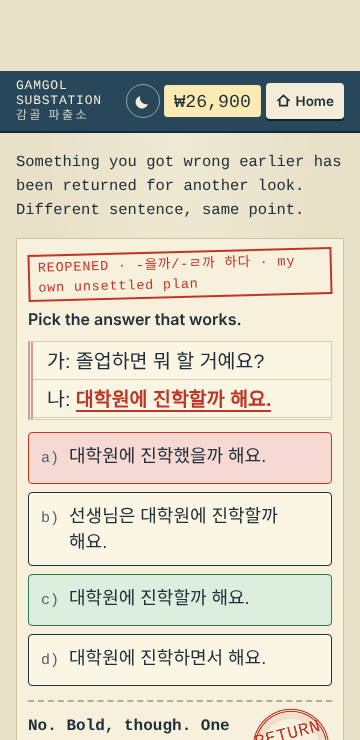 GAMGOL
SUBSTATION
감골 파출소
₩26,900
Home
Something you got wrong earlier has
been returned for another look.
Different sentence, same point.
REOPENED · -을까/-ㄹ까 하다 · my
own unsettled plan
Pick the answer that works.
가: 졸업하면 뭐 할 거예요?
나: 대학원에 진학할까 해요.
a) 대학원에 진학했을까 해요.
b) 선생님은 대학원에 진학할까
해요.
c) 대학원에 진학할까 해요.
d) 대학원에 진학하면서 해요.
No. Bold, though. One
RETURN